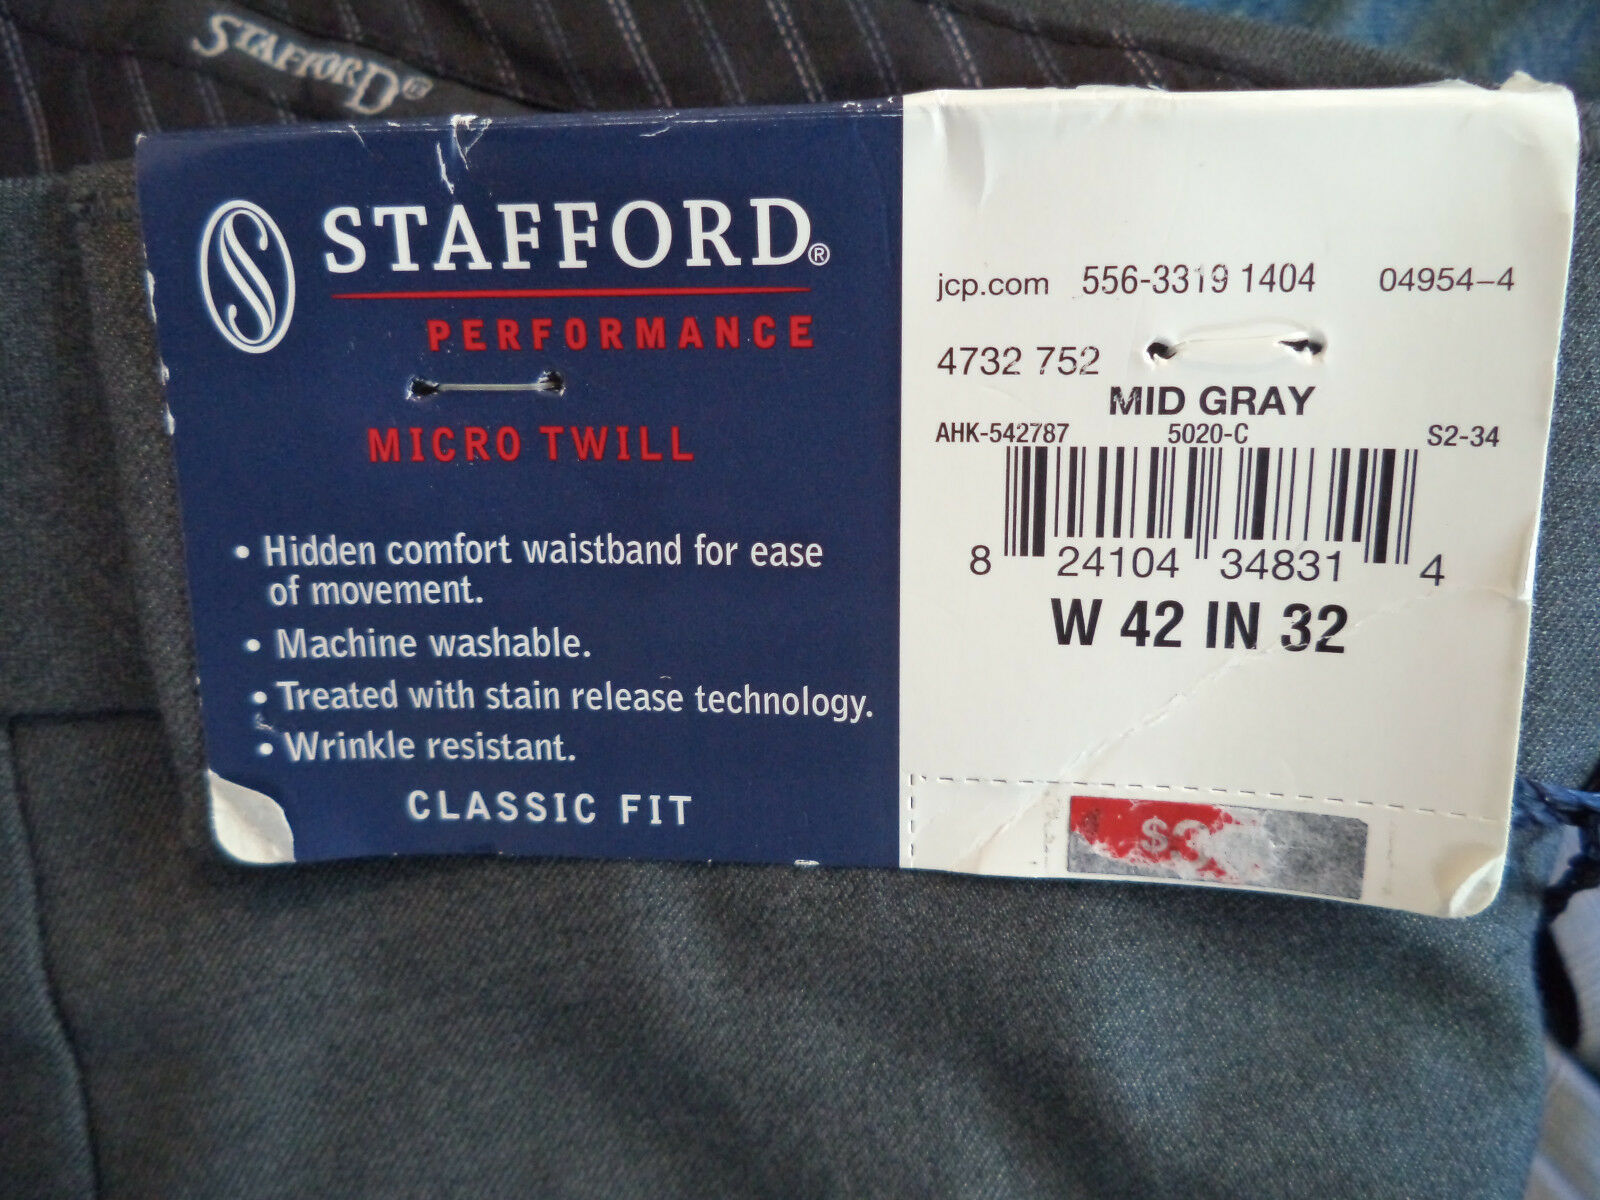 STAFFORD®
STAFFORD®
PERFORMANCE
MICRO TWILL
• Hidden comfort waistband for ease
of movement.
• Machine washable.
• Treated with stain release technology.
• Wrinkle resistant.
CLASSIC FIT
jcp.com 556-3319 1404 04954-4
4732 752
MID GRAY
AHK-542787 5020-C S2-34
8 24104 34831 4
W 42 IN 32